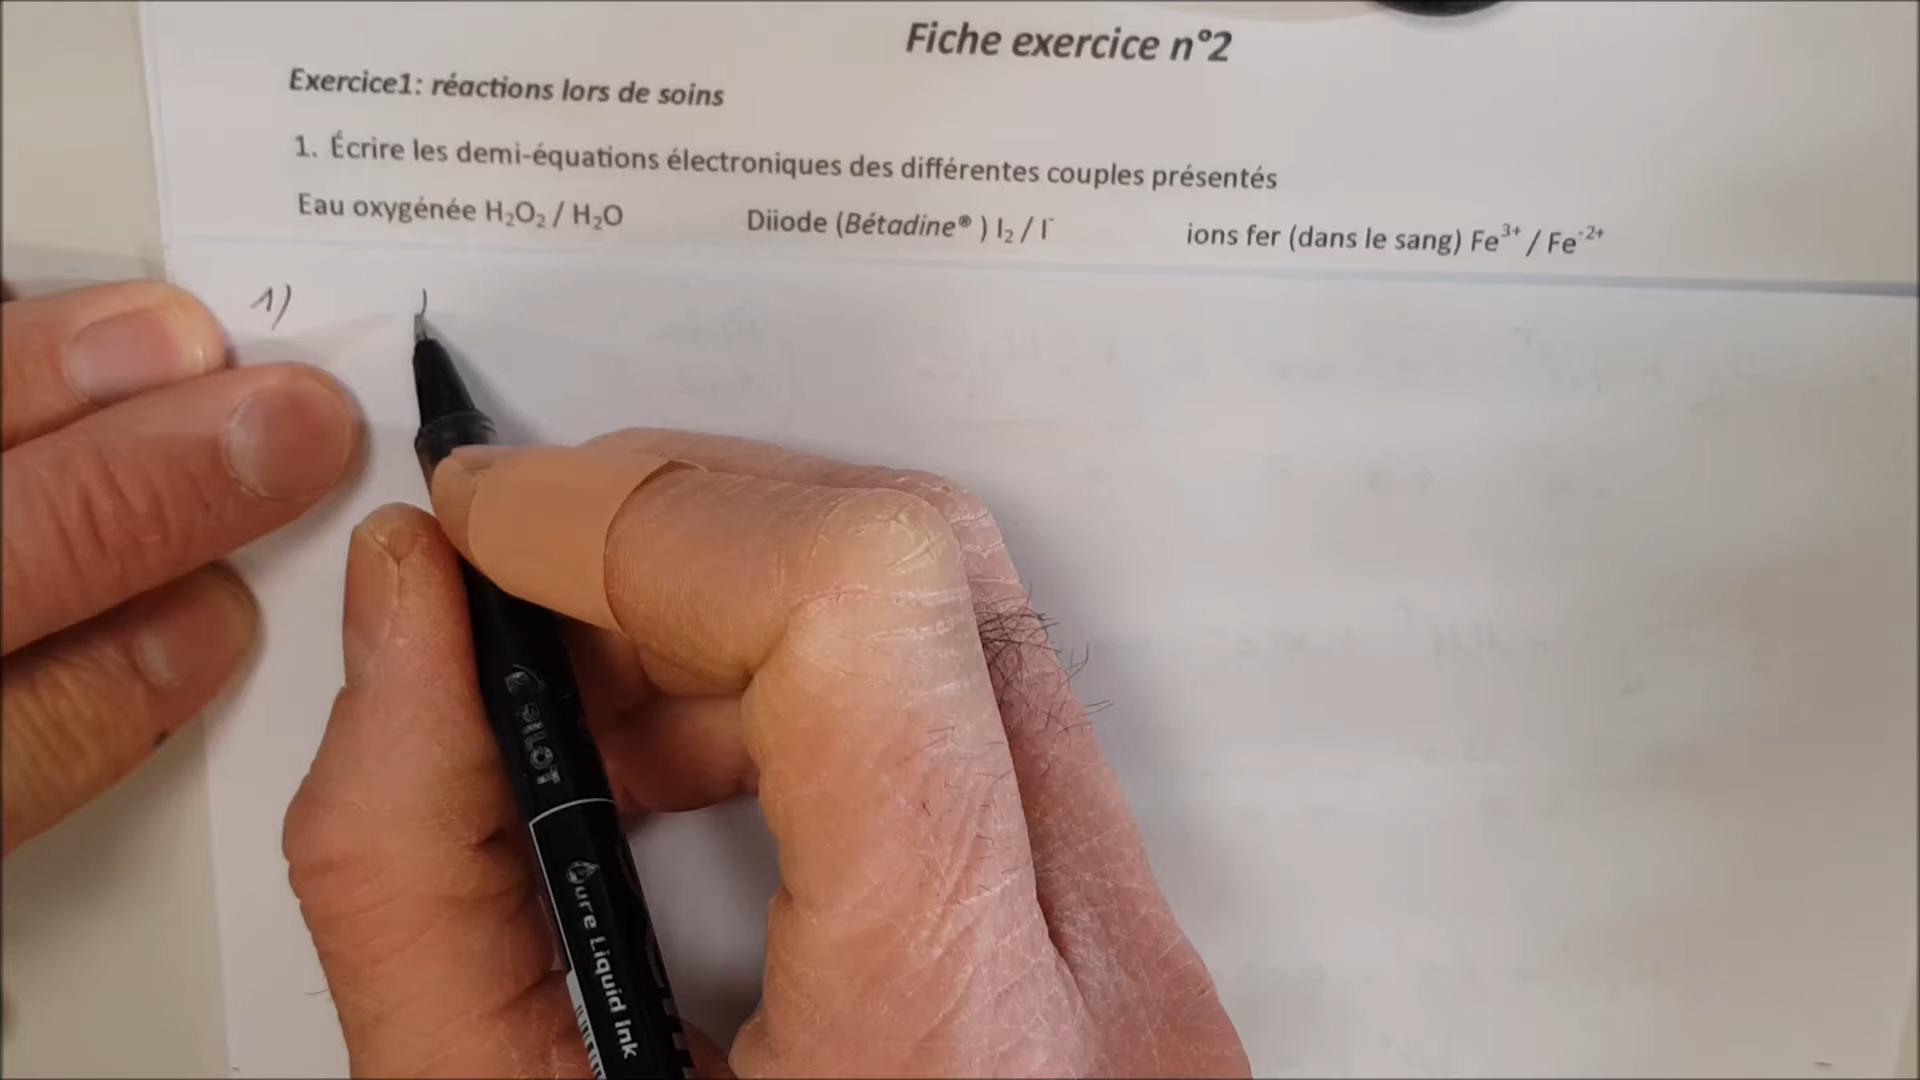 Fiche exercice n°2
Exercice1: réactions lors de soins
1. Écrire les demi-équations électroniques des différentes couples présentés
Eau oxygénée H₂O₂ / H₂O Diiode (Bétadine® ) I₂ / I⁻ ions fer (dans le sang) Fe³⁺ / Fe⁻²⁺
1)
PILOT
Pure Liquid Ink